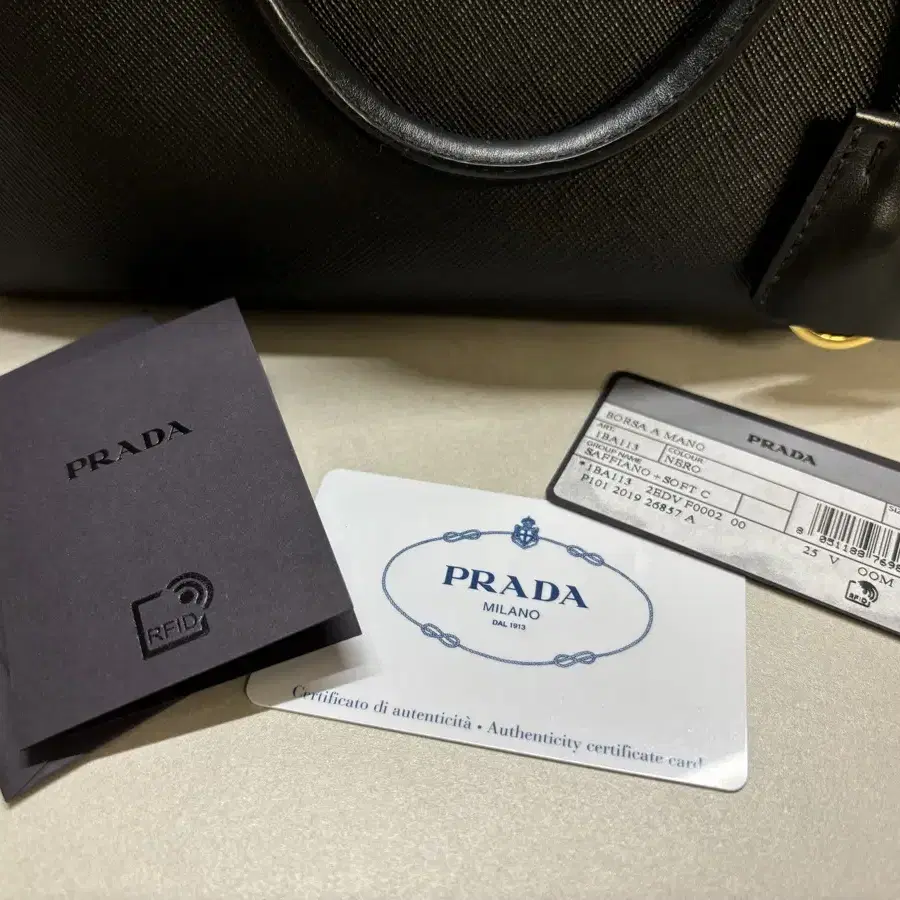 PRADA
RFID
PRADA
MILANO
DAL 1913
Certificato di autenticità • Authenticity certificate card
PRADA
BORSA A MANO
ART.
1BA113
COLOUR
NERO
GROUP NAME
SAFFIANO + SOFT C
*1BA113 2EDV F0002 00
P101 2019 26857 A
25 V OOM
RFID